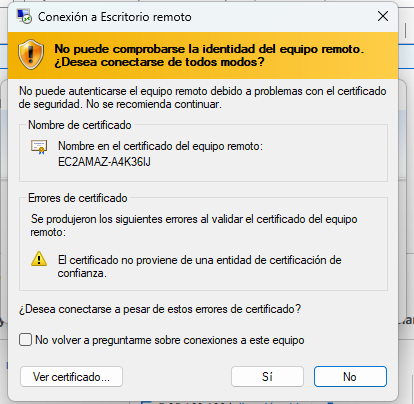 Conexión a Escritorio remoto
No puede comprobarse la identidad del equipo remoto.
¿Desea conectarse de todos modos?
No puede autenticarse el equipo remoto debido a problemas con el certificado
de seguridad. No se recomienda continuar.
Nombre de certificado
Nombre en el certificado del equipo remoto:
EC2AMAZ-A4K36IJ
Errores de certificado
Se produjeron los siguientes errores al validar el certificado del equipo
remoto:
El certificado no proviene de una entidad de certificación de
confianza.
¿Desea conectarse a pesar de estos errores de certificado?
No volver a preguntarme sobre conexiones a este equipo
Ver certificado...
Sí
No